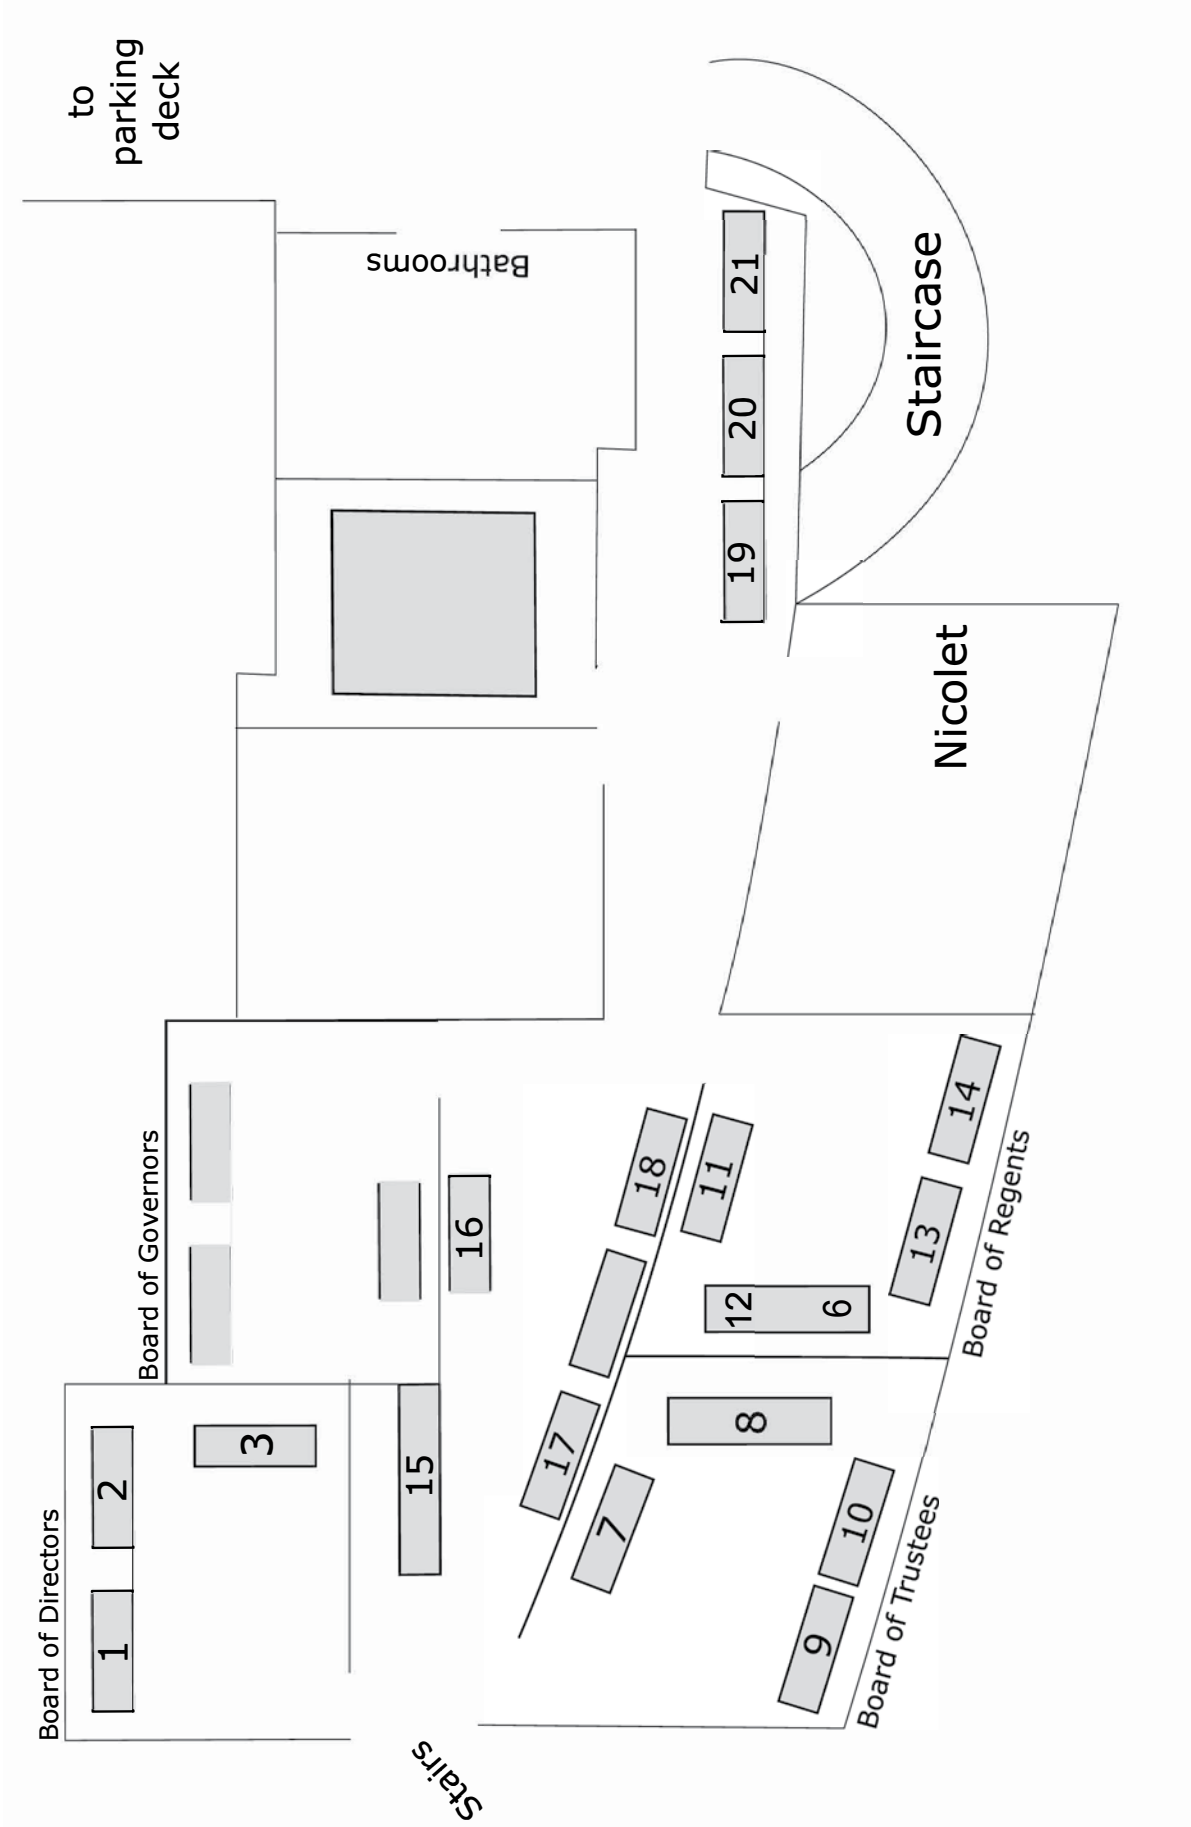 to
parking
deck
Bathrooms
21
20
19
Staircase
Nicolet
Board of Governors
16
18
11
14
13
12
6
Board of Regents
Board of Directors
2
1
3
15
17
7
8
10
9
Board of Trustees
Stairs